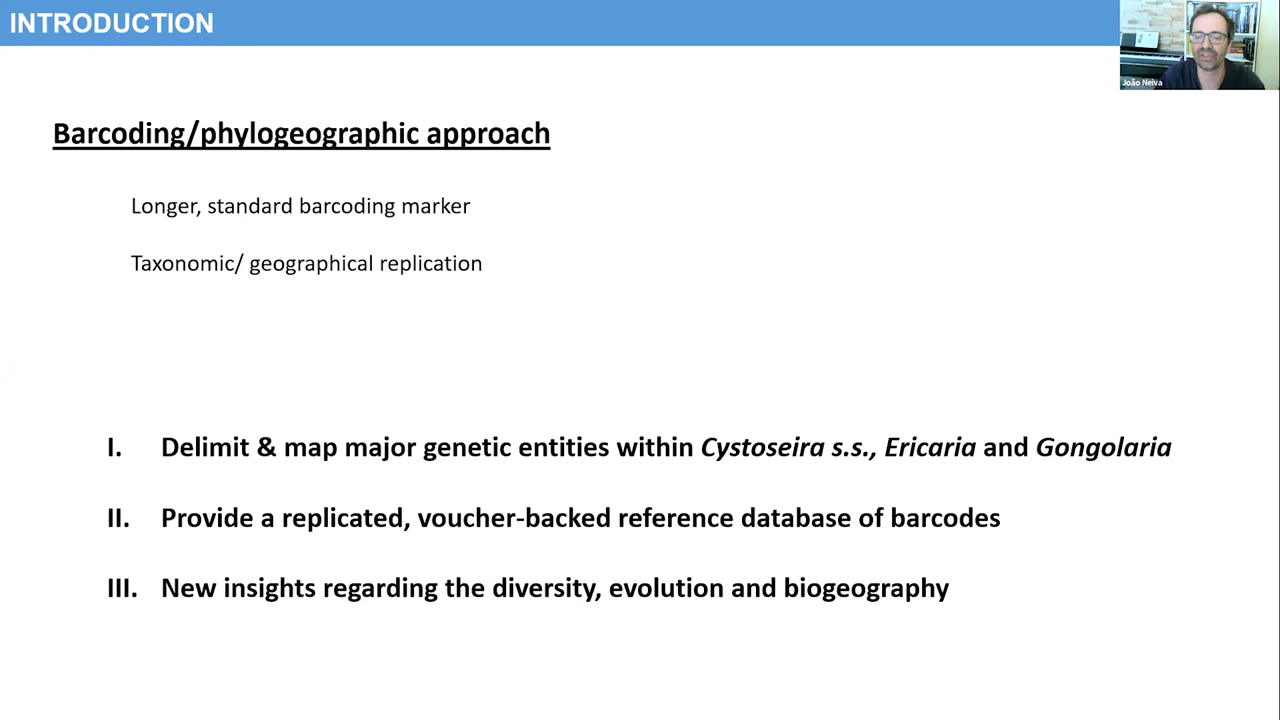 INTRODUCTION
João Neiva
Barcoding/phylogeographic approach
Longer, standard barcoding marker
Taxonomic/ geographical replication
I. Delimit & map major genetic entities within Cystoseira s.s., Ericaria and Gongolaria
II. Provide a replicated, voucher-backed reference database of barcodes
III. New insights regarding the diversity, evolution and biogeography